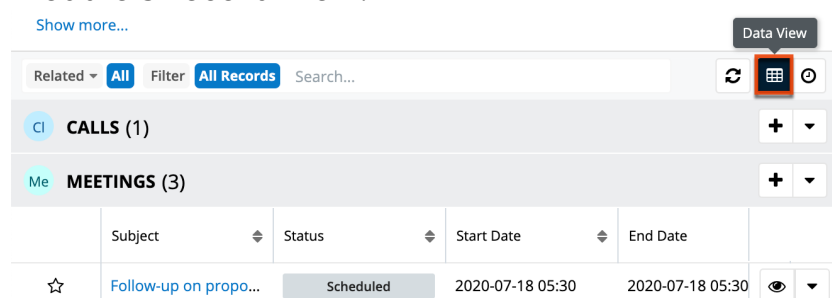 Show more...
Data View
Related All Filter All Records Search...
Cl CALLS (1)
Me MEETINGS (3)
Subject Status Start Date End Date
Follow-up on propo... Scheduled 2020-07-18 05:30 2020-07-18 05:30